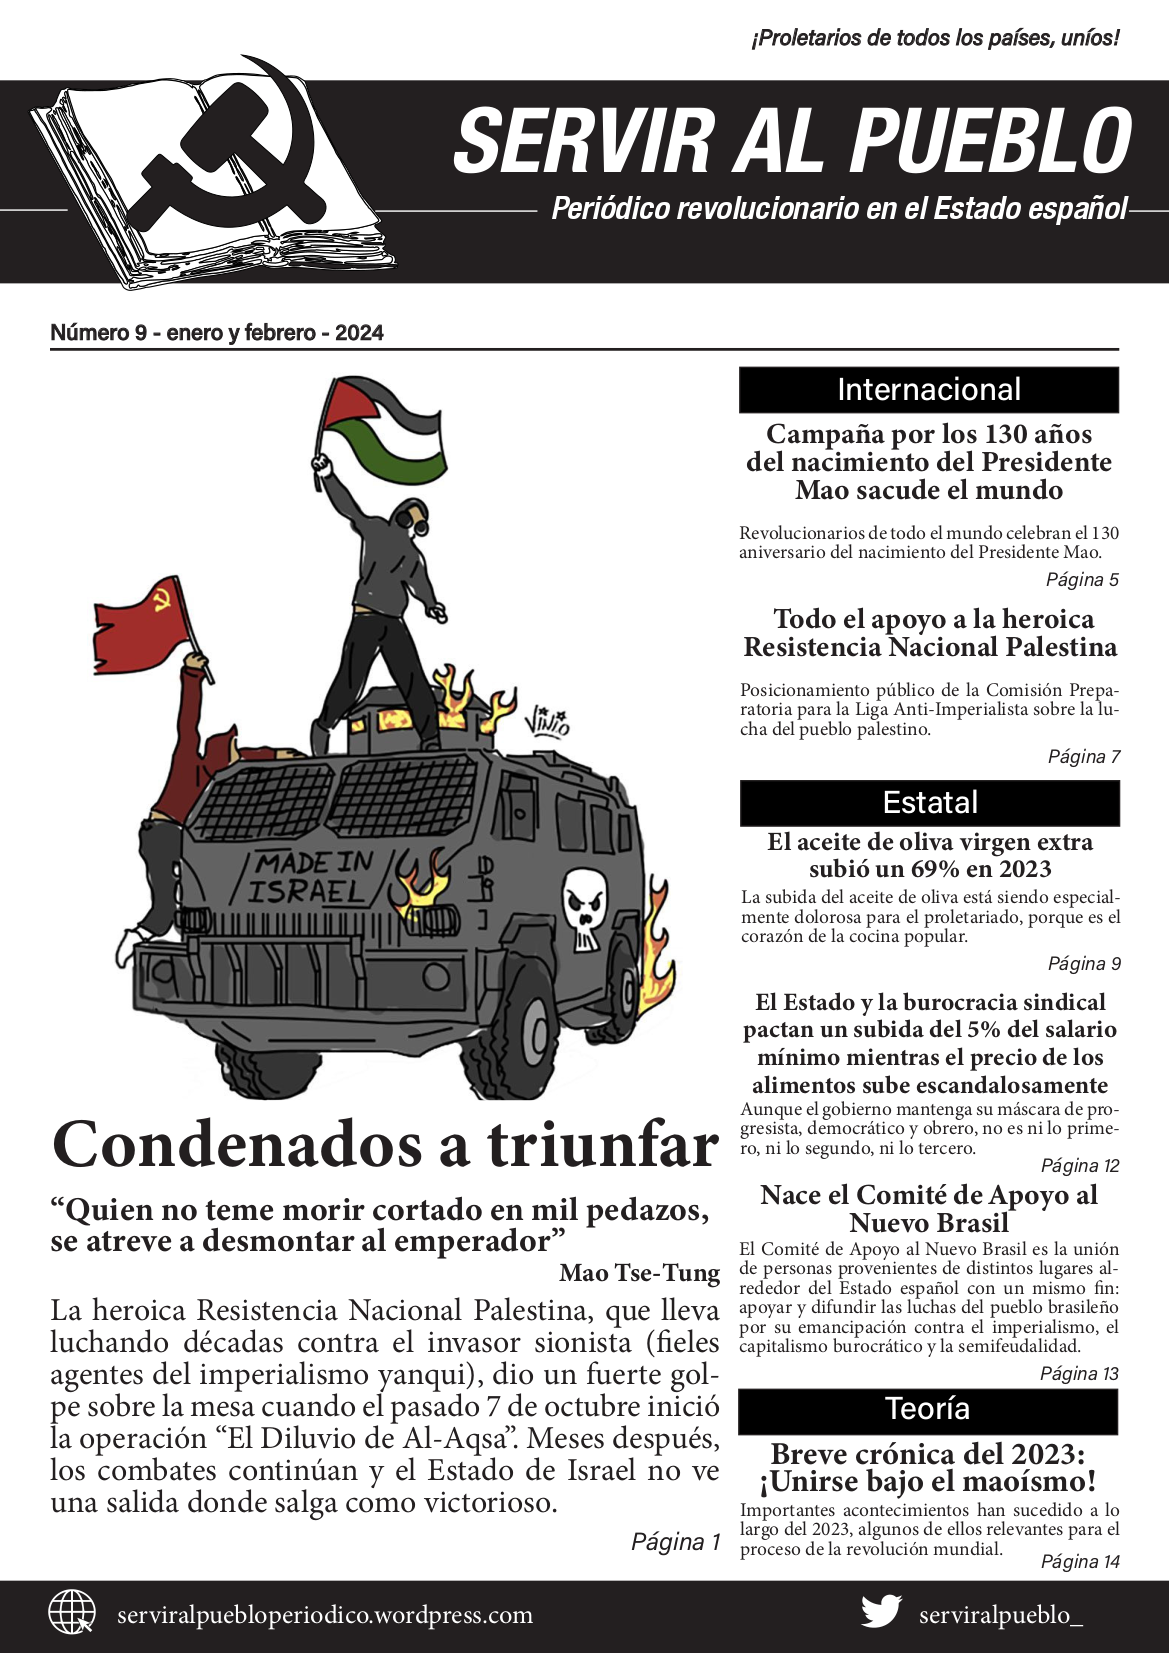 ¡Proletarios de todos los países, uníos!
SERVIR AL PUEBLO
Periódico revolucionario en el Estado español
Número 9 - enero y febrero - 2024
MADE IN
ISRAEL
Vinio
Condenados a triunfar
“Quien no teme morir cortado en mil pedazos,
se atreve a desmontar al emperador”
Mao Tse-Tung
La heroica Resistencia Nacional Palestina, que lleva
luchando décadas contra el invasor sionista (fieles
agentes del imperialismo yanqui), dio un fuerte gol-
pe sobre la mesa cuando el pasado 7 de octubre inició
la operación “El Diluvio de Al-Aqsa”. Meses después,
los combates continúan y el Estado de Israel no ve
una salida donde salga como victorioso.
Página 1
Internacional
Campaña por los 130 años
del nacimiento del Presidente
Mao sacude el mundo
Revolucionarios de todo el mundo celebran el 130
aniversario del nacimiento del Presidente Mao.
Página 5
Todo el apoyo a la heroica
Resistencia Nacional Palestina
Posicionamiento público de la Comisión Prepa-
ratoria para la Liga Anti-Imperialista sobre la lu-
cha del pueblo palestino.
Página 7
Estatal
El aceite de oliva virgen extra
subió un 69% en 2023
La subida del aceite de oliva está siendo especial-
mente dolorosa para el proletariado, porque es el
corazón de la cocina popular.
Página 9
El Estado y la burocracia sindical
pactan un subida del 5% del salario
mínimo mientras el precio de los
alimentos sube escandalosamente
Aunque el gobierno mantenga su máscara de pro-
gresista, democrático y obrero, no es ni lo prime-
ro, ni lo segundo, ni lo tercero.
Página 12
Nace el Comité de Apoyo al
Nuevo Brasil
El Comité de Apoyo al Nuevo Brasil es la unión
de personas provenientes de distintos lugares al-
rededor del Estado español con un mismo fin:
apoyar y difundir las luchas del pueblo brasileño
por su emancipación contra el imperialismo, el
capitalismo burocrático y la semifeudalidad.
Página 13
Teoría
Breve crónica del 2023:
¡Unirse bajo el maoísmo!
Importantes acontecimientos han sucedido a lo
largo del 2023, algunos de ellos relevantes para el
proceso de la revolución mundial.
Página 14
serviralpuebloperiodico.wordpress.com
serviralpueblo_